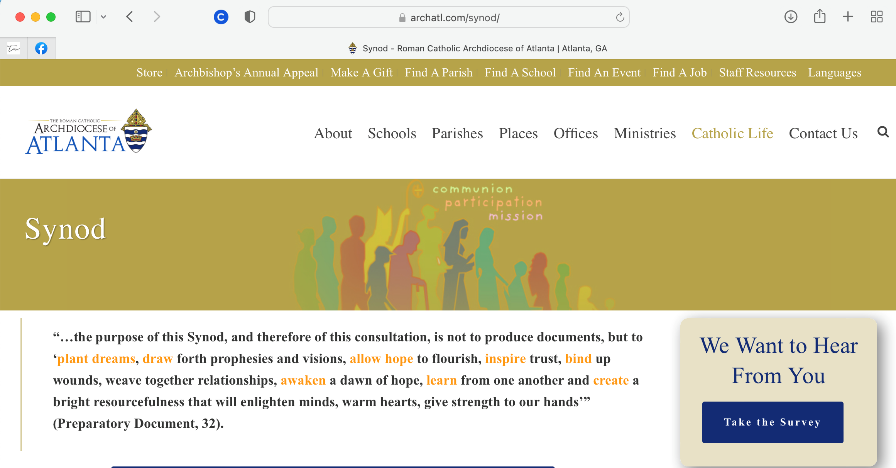 archatl.com/synod/
Synod - Roman Catholic Archdiocese of Atlanta | Atlanta, GA
Store Archbishop's Annual Appeal Make A Gift Find A Parish Find A School Find An Event Find A Job Staff Resources Languages
THE ROMAN CATHOLIC
ARCHDIOCESE OF
ATLANTA
About Schools Parishes Places Offices Ministries Catholic Life Contact Us
communion
participation
mission
Synod
“…the purpose of this Synod, and therefore of this consultation, is not to produce documents, but to
‘plant dreams, draw forth prophesies and visions, allow hope to flourish, inspire trust, bind up
wounds, weave together relationships, awaken a dawn of hope, learn from one another and create a
bright resourcefulness that will enlighten minds, warm hearts, give strength to our hands’”
(Preparatory Document, 32).
We Want to Hear
From You
Take the Survey